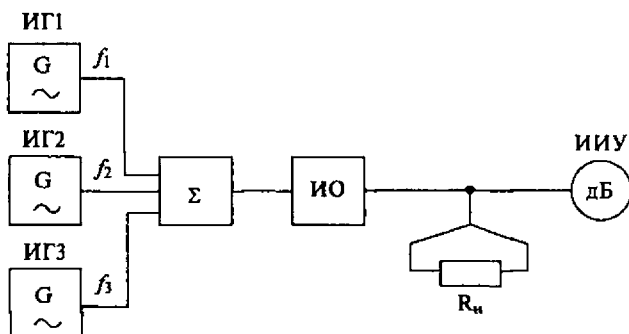 ИГ1
G
~
f₁
ИГ2
G
~
f₂
ИГ3
G
~
f₃
Σ
ИО
ИИУ
дБ
Rн